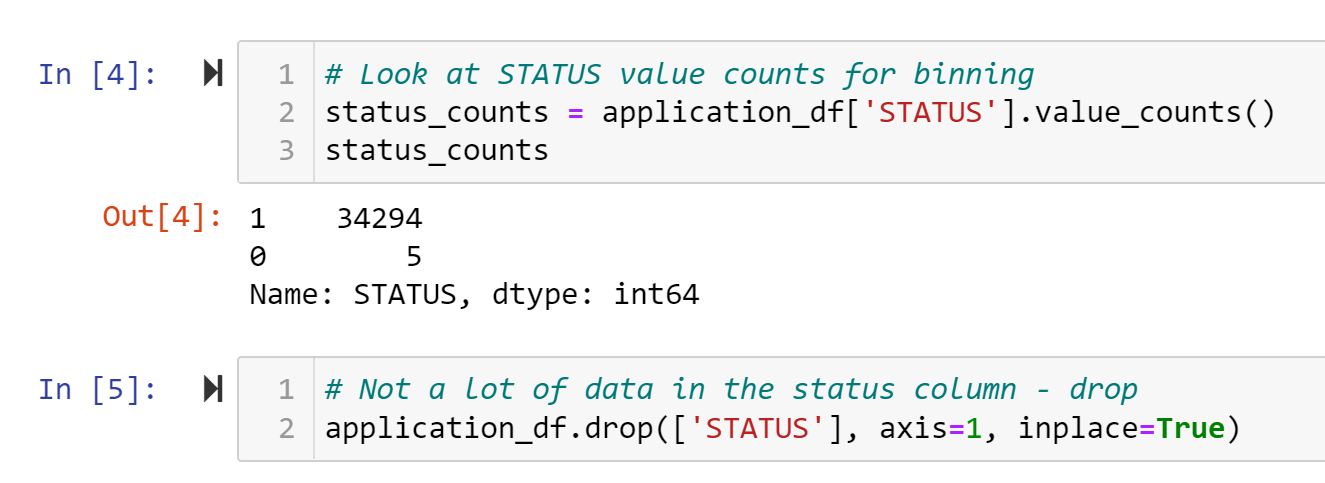 In [4]: 1 # Look at STATUS value counts for binning
2 status_counts = application_df['STATUS'].value_counts()
3 status_counts
Out[4]: 1    34294
0        5
Name: STATUS, dtype: int64
In [5]: 1 # Not a lot of data in the status column - drop
2 application_df.drop(['STATUS'], axis=1, inplace=True)